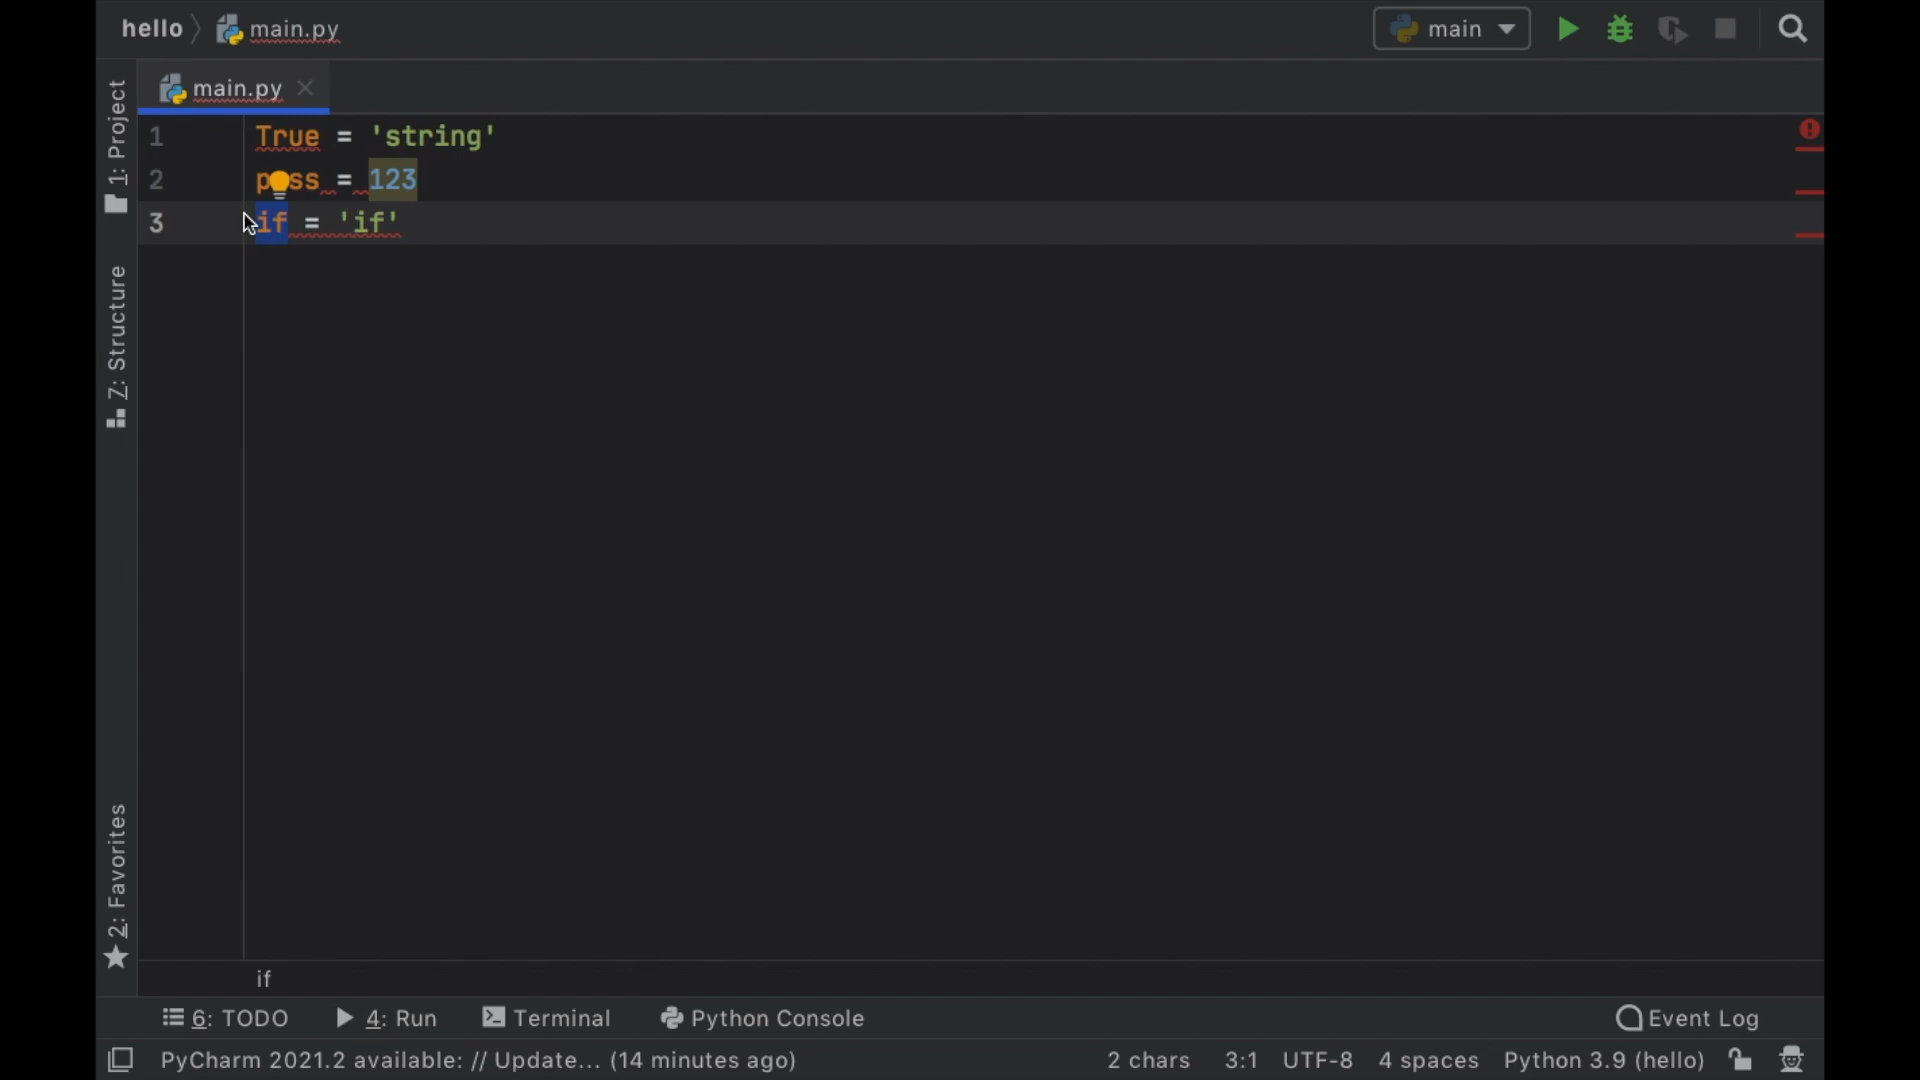 hello main.py
main
main.py
1: Project
7: Structure
2: Favorites
1 True = 'string'
2 pass = 123
3 if = 'if'
if
6: TODO 4: Run Terminal Python Console Event Log
PyCharm 2021.2 available: // Update... (14 minutes ago) 2 chars 3:1 UTF-8 4 spaces Python 3.9 (hello)